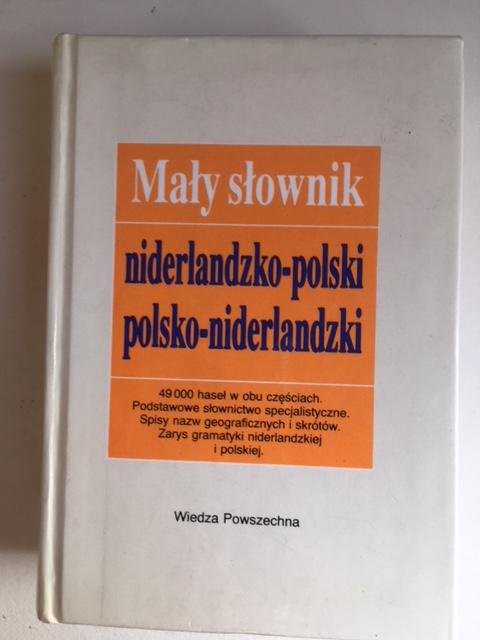 Mały słownik
niderlandzko-polski
polsko-niderlandzki
49 000 haseł w obu częściach.
Podstawowe słownictwo specjalistyczne.
Spisy nazw geograficznych i skrótów.
Zarys gramatyki niderlandzkiej
i polskiej.
Wiedza Powszechna